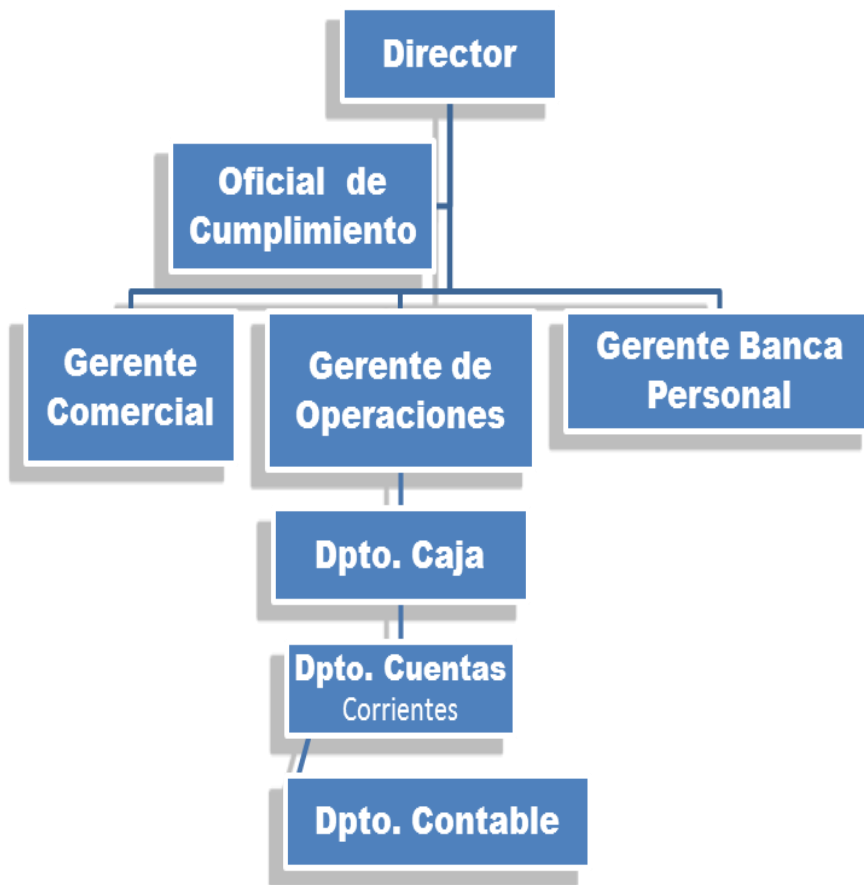 Director
Oficial de
Cumplimiento
Gerente
Comercial
Gerente de
Operaciones
Gerente Banca
Personal
Dpto. Caja
Dpto. Cuentas
Corrientes
Dpto. Contable